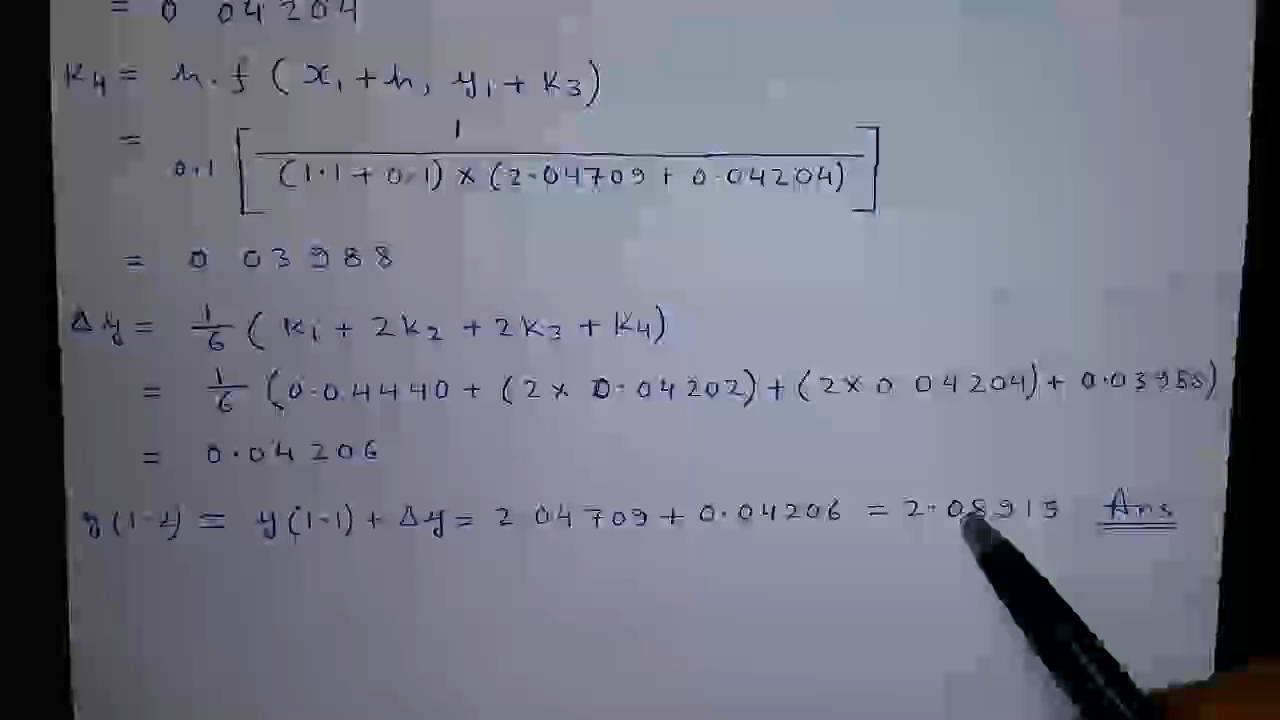 = 0 04204
K4 = h.f (x1 + h, y1 + K3)
= 0.1 [ 1 / (1.1 + 0.1) × (2.04709 + 0.04204) ]
= 0 03988
Δy = 1/6 ( K1 + 2K2 + 2K3 + K4)
= 1/6 (0.04440 + (2 × 0.04202) + (2 × 0 04204) + 0.03988)
= 0.04206
y(1.2) = y(1.1) + Δy = 2 04709 + 0.04206 = 2.08915 Ans